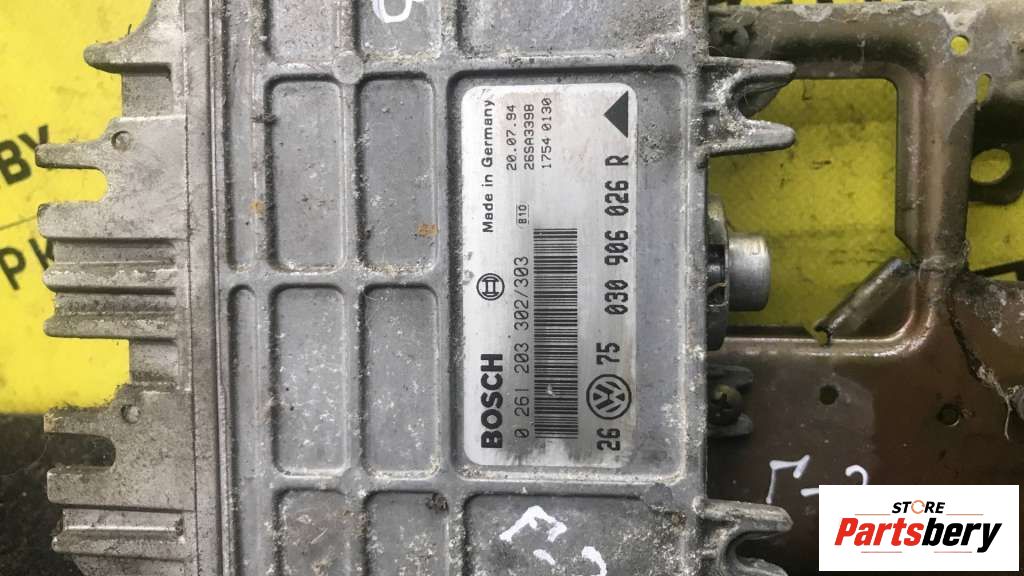 BOSCH
Made in Germany
0 261 203 302/303
B10
20.07.94
26SA3398
1754 0130
26 75 030 906 026 R
STORE
Partsbery